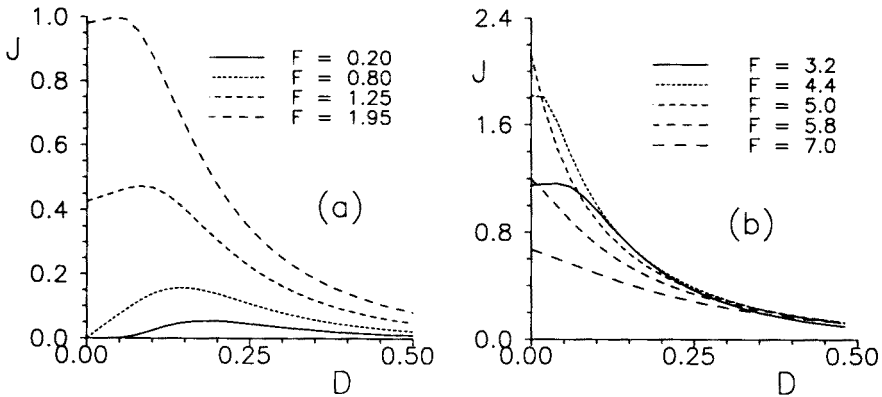 1.0
0.8
0.6
0.4
0.2
0.0
J
F = 0.20
F = 0.80
F = 1.25
F = 1.95
(a)
0.00
0.25
0.50
D
2.4
1.6
0.8
0.0
J
F = 3.2
F = 4.4
F = 5.0
F = 5.8
F = 7.0
(b)
0.00
0.25
0.50
D